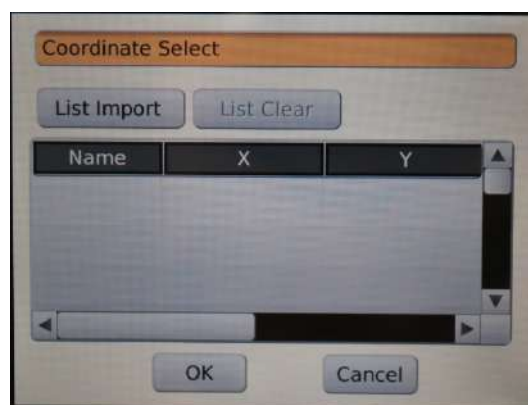 Coordinate Select
List Import List Clear
Name X Y
OK Cancel